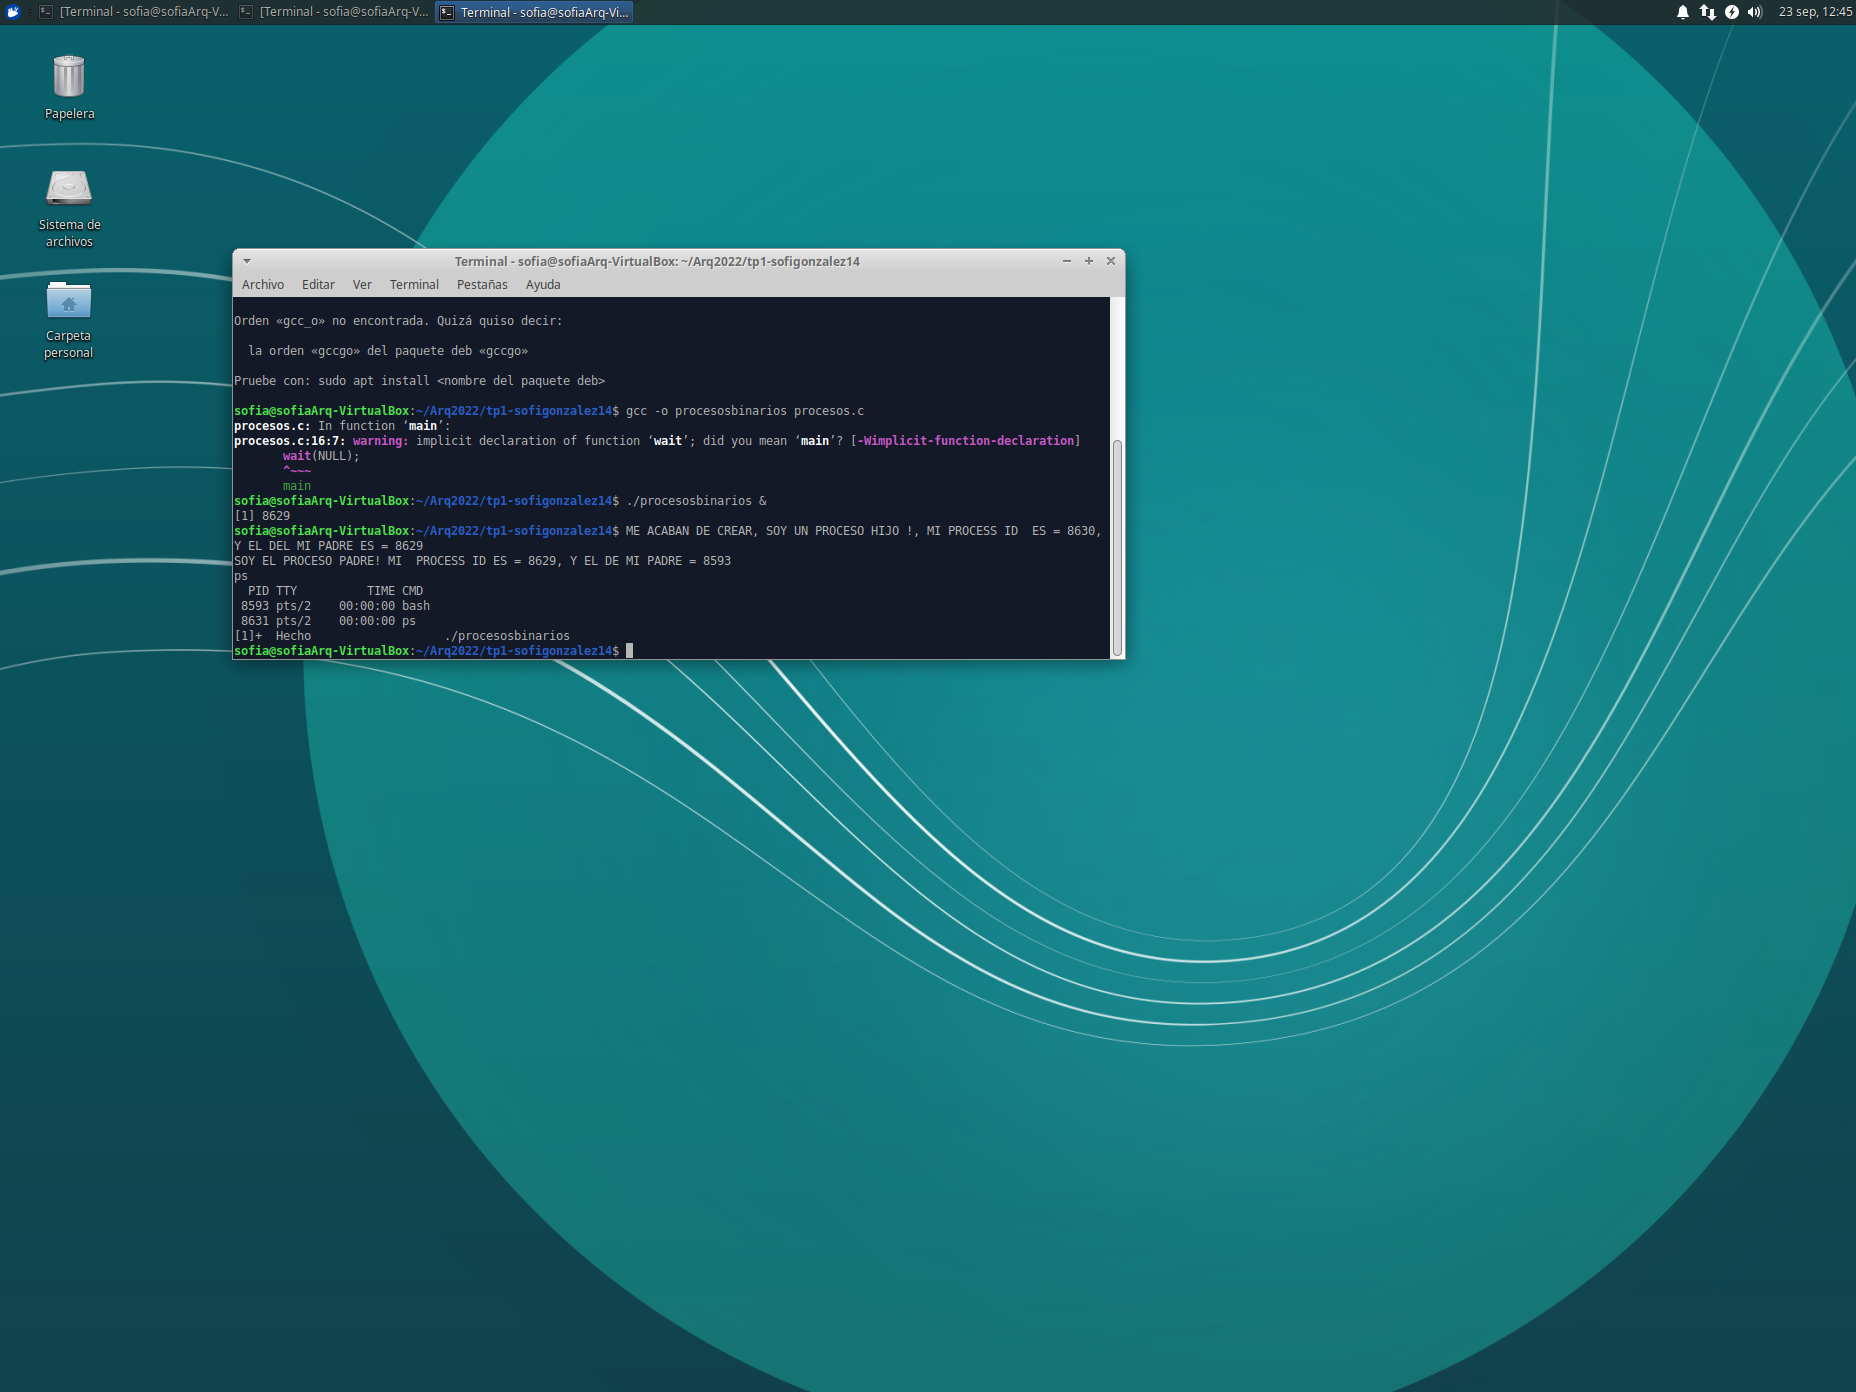 [Terminal - sofia@sofiaArq-V... [Terminal - sofia@sofiaArq-V... Terminal - sofia@sofiaArq-Vi... 23 sep, 12:45
Papelera
Sistema de
archivos
Carpeta
personal
Terminal - sofia@sofiaArq-VirtualBox: ~/Arq2022/tp1-sofigonzalez14
Archivo Editar Ver Terminal Pestañas Ayuda
Orden «gcc_o» no encontrada. Quizá quiso decir:
la orden «gccgo» del paquete deb «gccgo»
Pruebe con: sudo apt install <nombre del paquete deb>
sofia@sofiaArq-VirtualBox:~/Arq2022/tp1-sofigonzalez14$ gcc -o procesosbinarios procesos.c
procesos.c: In function ‘main’:
procesos.c:16:7: warning: implicit declaration of function ‘wait’; did you mean ‘main’? [-Wimplicit-function-declaration]
wait(NULL);
^~~~
main
sofia@sofiaArq-VirtualBox:~/Arq2022/tp1-sofigonzalez14$ ./procesosbinarios &
[1] 8629
sofia@sofiaArq-VirtualBox:~/Arq2022/tp1-sofigonzalez14$ ME ACABAN DE CREAR, SOY UN PROCESO HIJO !, MI PROCESS ID  ES = 8630,
Y EL DEL MI PADRE ES = 8629
SOY EL PROCESO PADRE! MI  PROCESS ID ES = 8629, Y EL DE MI PADRE = 8593
ps
PID TTY          TIME CMD
8593 pts/2    00:00:00 bash
8631 pts/2    00:00:00 ps
[1]+  Hecho                   ./procesosbinarios
sofia@sofiaArq-VirtualBox:~/Arq2022/tp1-sofigonzalez14$